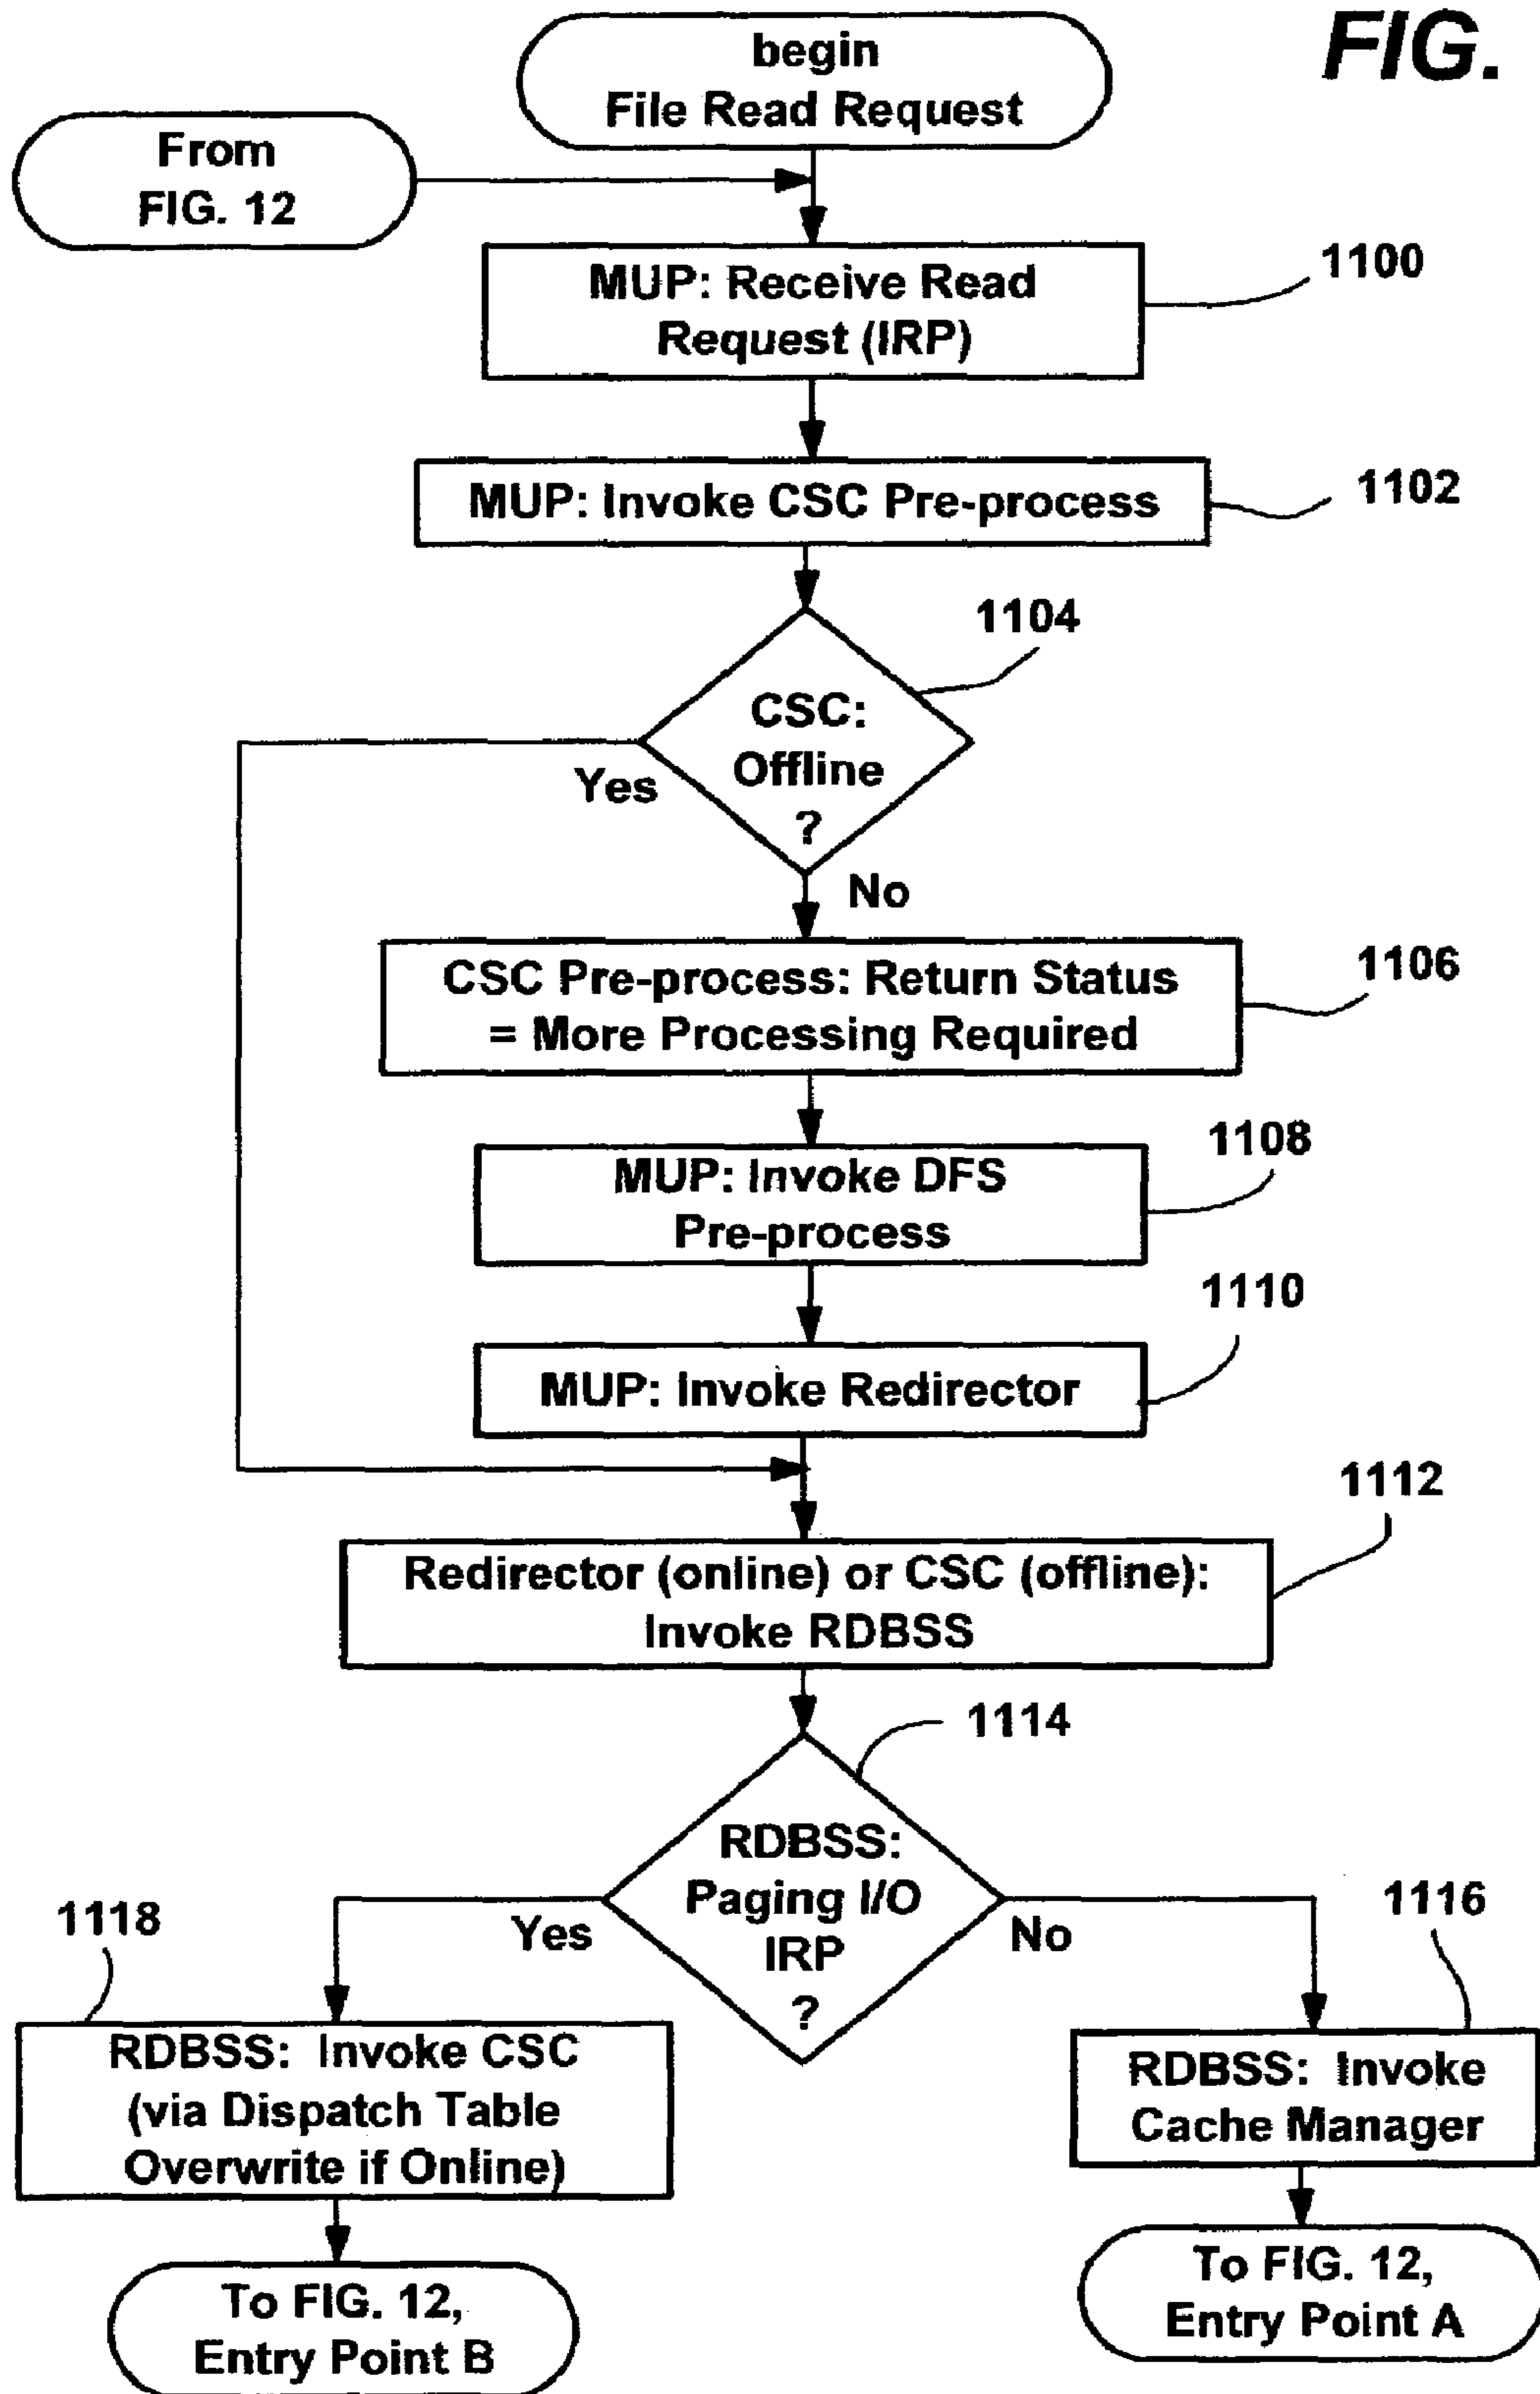 FIG.
begin
File Read Request
From
FIG. 12
MUP: Receive Read
Request (IRP)
1100
MUP: Invoke CSC Pre-process
1102
1104
CSC:
Offline
?
Yes
No
CSC Pre-process: Return Status
= More Processing Required
1106
MUP: Invoke DFS
Pre-process
1108
MUP: Invoke Redirector
1110
Redirector (online) or CSC (offline):
Invoke RDBSS
1112
1114
RDBSS:
Paging I/O
IRP
?
Yes
No
1118
1116
RDBSS: Invoke CSC
(via Dispatch Table
Overwrite if Online)
RDBSS: Invoke
Cache Manager
To FIG. 12,
Entry Point B
To FIG. 12,
Entry Point A